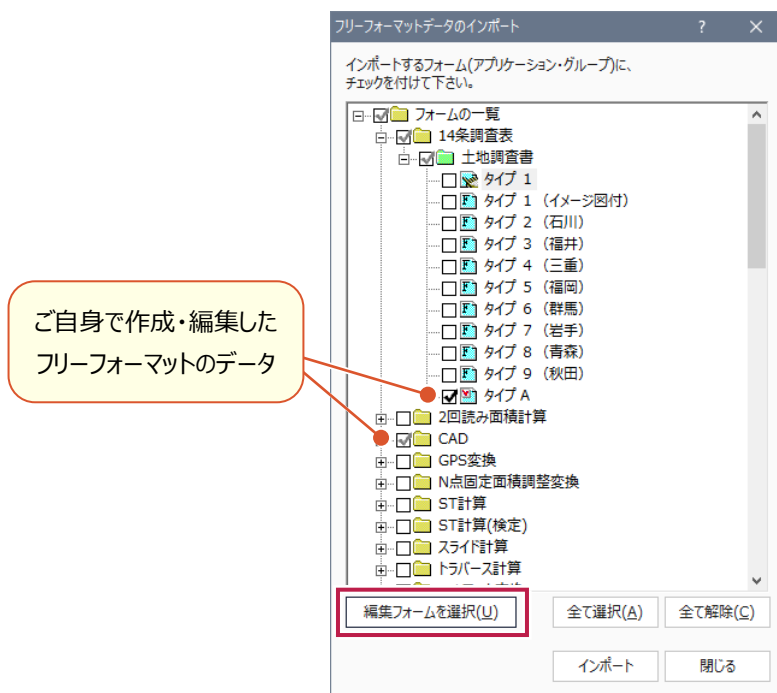 フリーフォーマットデータのインポート
インポートするフォーム(アプリケーション・グループ)に、
チェックを付けて下さい。
フォームの一覧
14条調査表
土地調査書
タイプ 1
タイプ 1 （イメージ図付）
タイプ 2 （石川）
タイプ 3 （福井）
タイプ 4 （三重）
タイプ 5 （福岡）
タイプ 6 （群馬）
タイプ 7 （岩手）
タイプ 8 （青森）
タイプ 9 （秋田）
タイプ A
2回読み面積計算
CAD
GPS変換
N点固定面積調整変換
ST計算
ST計算(検定)
スライド計算
トラバース計算
ご自身で作成・編集した
フリーフォーマットのデータ
編集フォームを選択(U)
全て選択(A)
全て解除(C)
インポート
閉じる